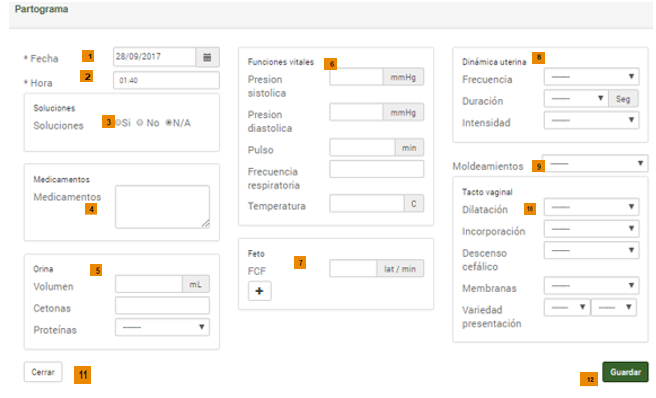 Partograma
* Fecha 1 28/09/2017
* Hora 2 01:40
Soluciones
Soluciones 3 Si No N/A
Medicamentos
Medicamentos
4
Orina 5
Volumen mL
Cetonas
Proteínas -------
Cerrar 11
Funciones vitales 6
Presion
sistolica mmHg
Presion
diastolica mmHg
Pulso min
Frecuencia
respiratoria
Temperatura C
Feto
7
FCF lat / min
+
Dinámica uterina 8
Frecuencia -------
Duración ------- Seg
Intensidad -------
Moldeamientos 9 ------
Tacto vaginal
Dilatación 10 -------
Incorporación -------
Descenso
cefálico -------
Membranas -------
Variedad
presentación ------ ------
12 Guardar